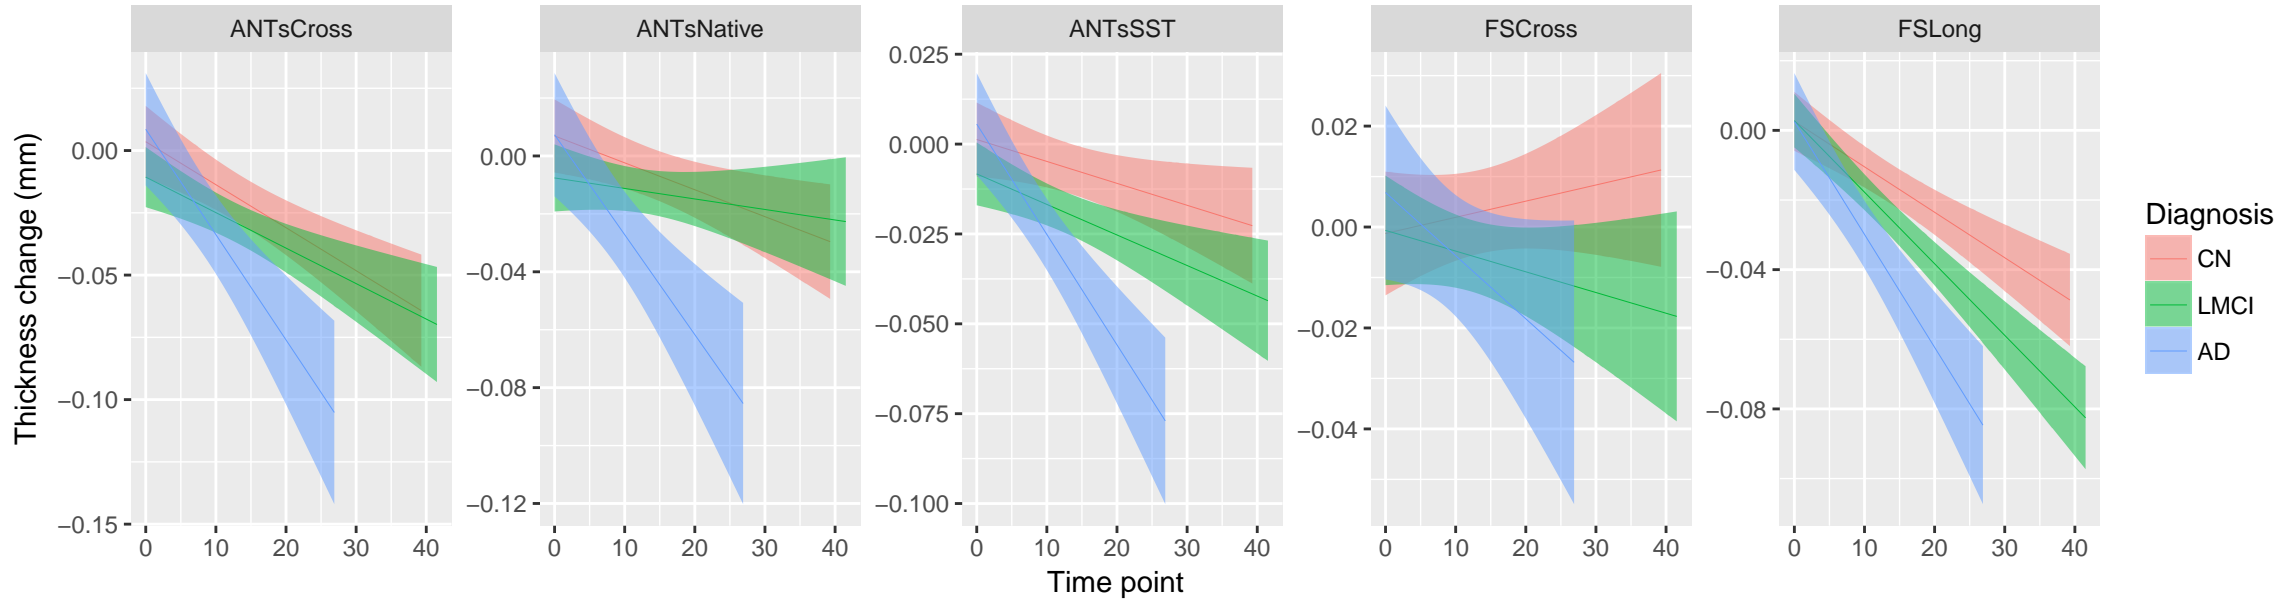 ANTsCross ANTsNative ANTsSST FSCross FSLong
Thickness change (mm)
0.00
−0.05
−0.10
−0.15
0 10 20 30 40
0.00
−0.04
−0.08
−0.12
0 10 20 30 40
0.025
0.000
−0.025
−0.050
−0.075
−0.100
0 10 20 30 40
0.02
0.00
−0.02
−0.04
0 10 20 30 40
0.00
−0.04
−0.08
0 10 20 30 40
Time point
Diagnosis
CN
LMCI
AD